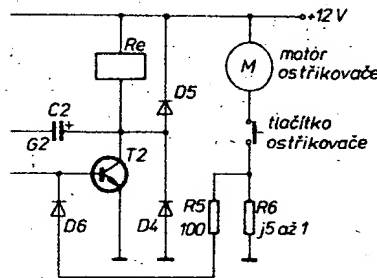 +12 V
Re
M
motor
ostřikovače
D5
C2
+
G2
tlačítko
ostřikovače
T2
D6
D4
R5
100
R6
j5 až 1